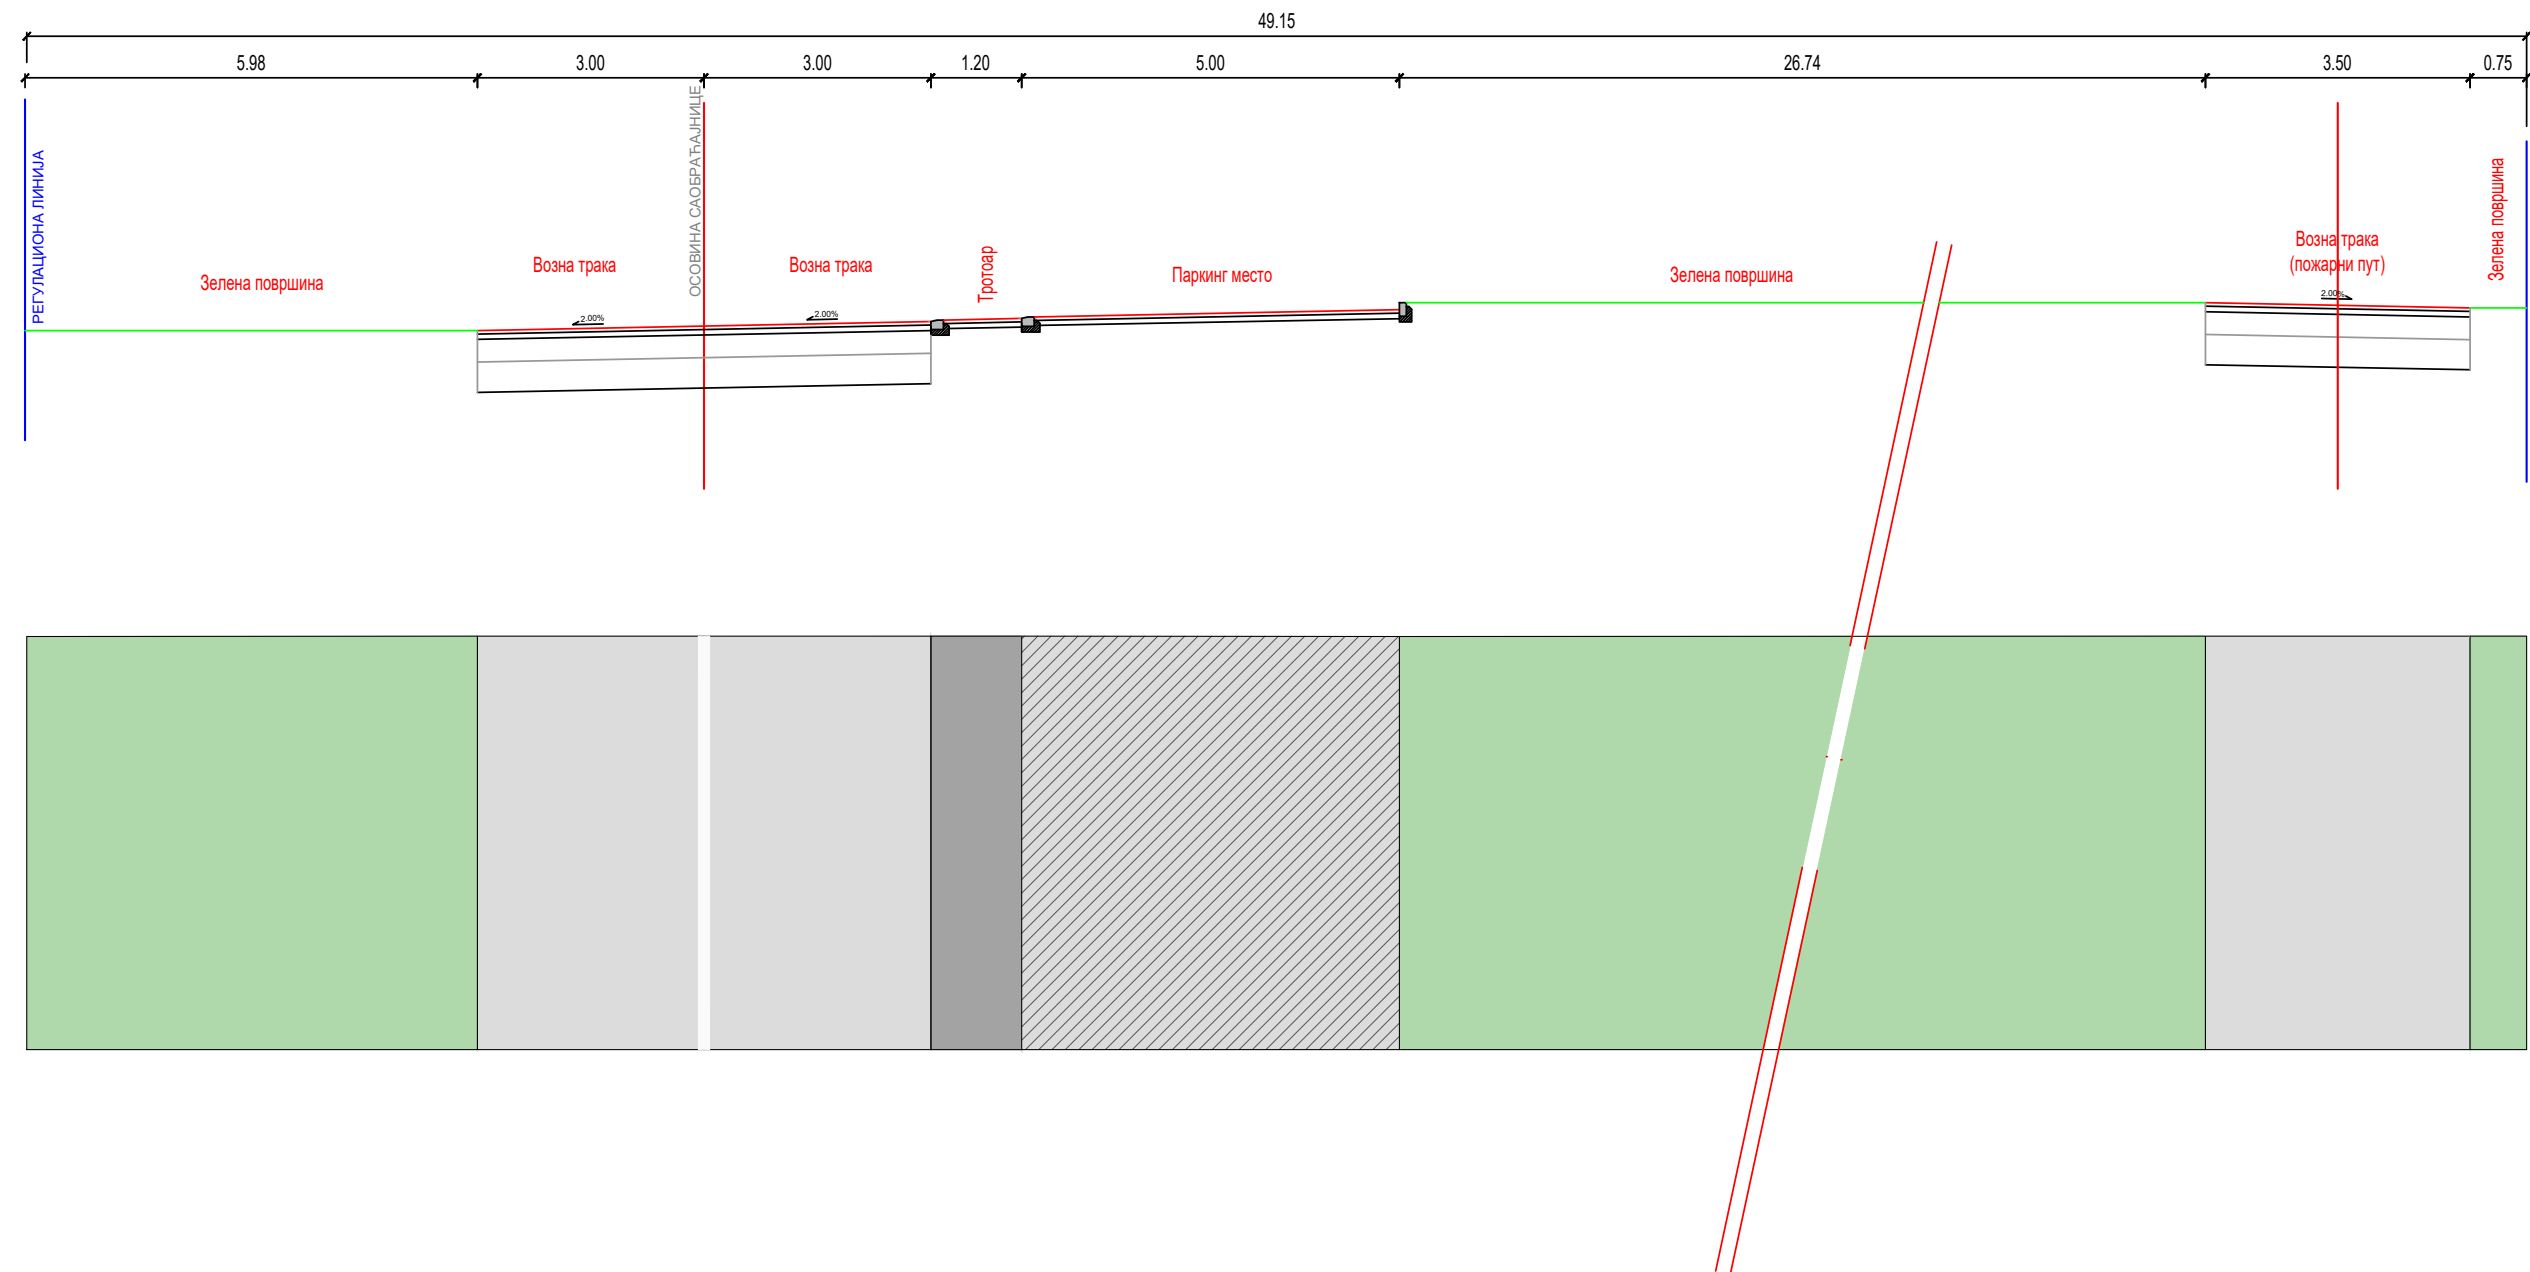 49.15
5.98
3.00
3.00
1.20
5.00
26.74
3.50
0.75
РЕГУЛАЦИОНА ЛИНИЈА
Зелена површина
Возна трака
ОСОВИНА САОБРАЋАЈНИЦЕ
Возна трака
Тротоар
Паркинг место
Зелена површина
Возна трака
(пожарни пут)
Зелена површина
2.00%
2.00%
2.00%